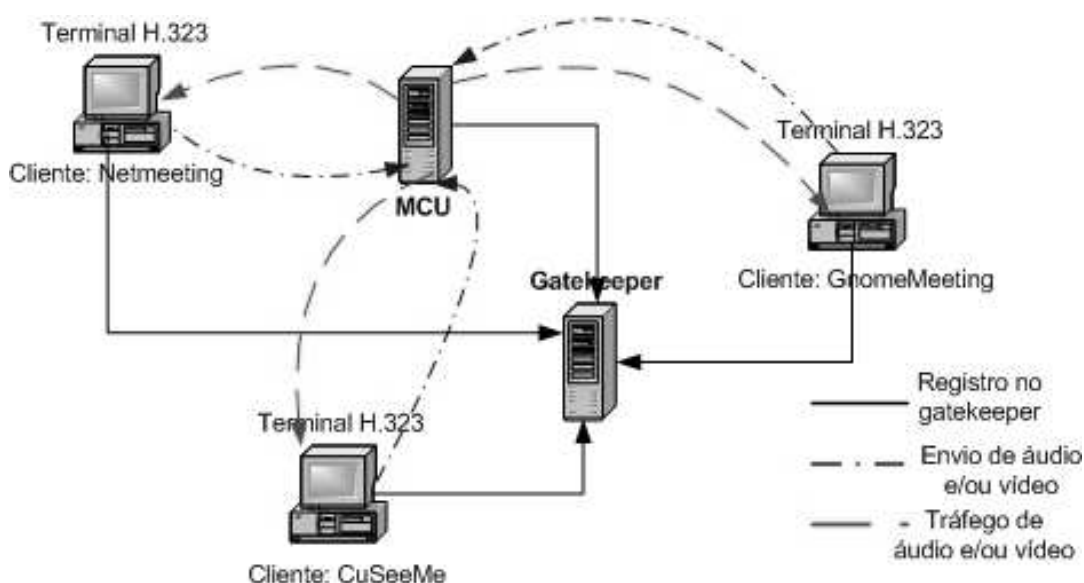 Terminal H.323
Cliente: Netmeeting
MCU
Terminal H.323
Cliente: GnomeMeeting
Gatekeeper
Terminal H.323
Cliente: CuSeeMe
Registro no
gatekeeper
Envio de áudio
e/ou vídeo
Tráfego de
áudio e/ou vídeo